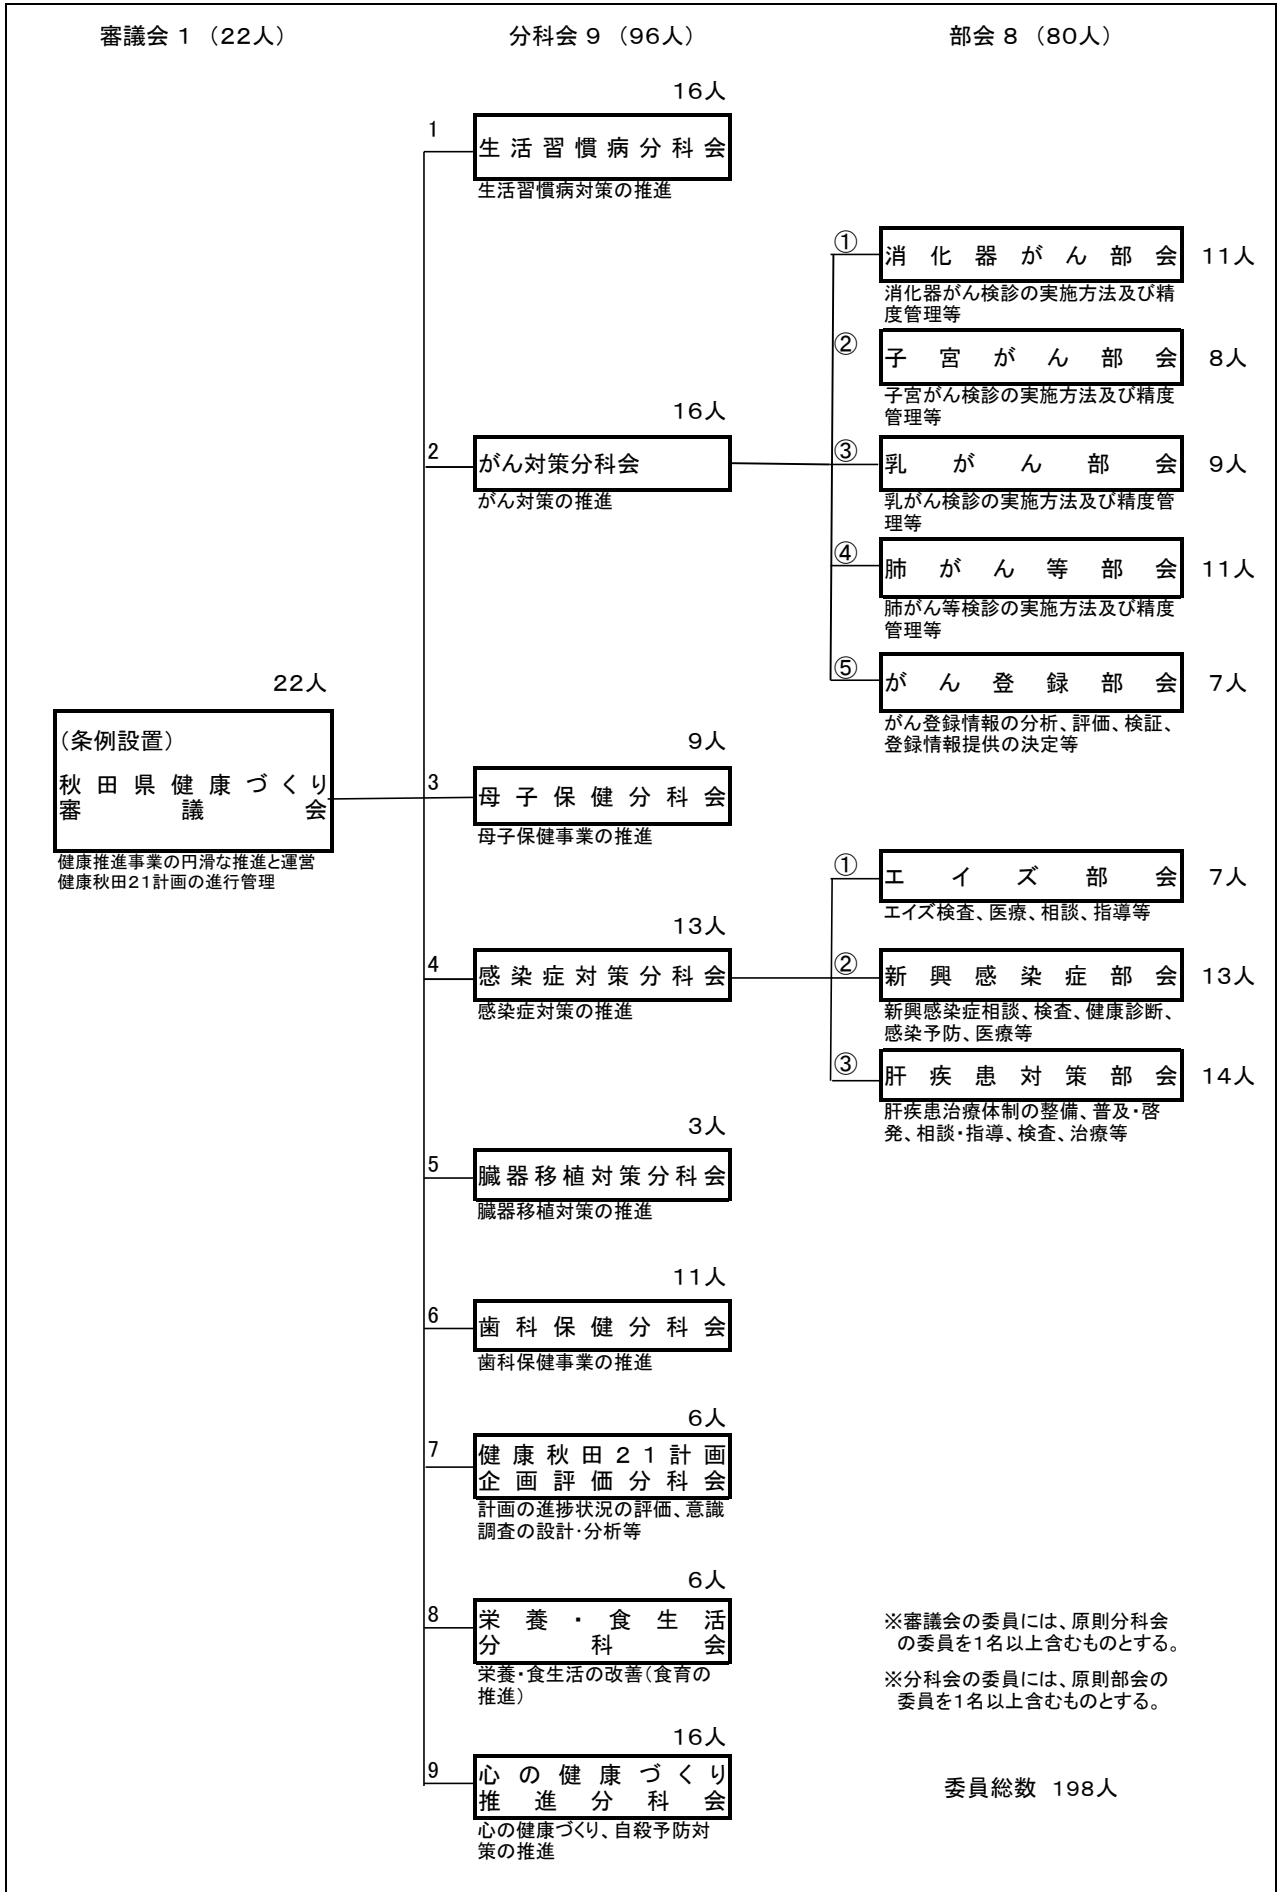 審議会1 (22人)
分科会9 (96人)
部会8 (80人)
22人
(条例設置)
秋田県健康づくり
審議会
健康推進事業の円滑な推進と運営
健康秋田21計画の進行管理
16人
1
生活習慣病分科会
生活習慣病対策の推進
16人
2
がん対策分科会
がん対策の推進
①
消化器がん部会
11人
消化器がん検診の実施方法及び精
度管理等
②
子宮がん部会
8人
子宮がん検診の実施方法及び精度
管理等
③
乳がん部会
9人
乳がん検診の実施方法及び精度管
理等
④
肺がん等部会
11人
肺がん等検診の実施方法及び精度
管理等
⑤
がん登録部会
7人
がん登録情報の分析、評価、検証、
登録情報提供の決定等
9人
3
母子保健分科会
母子保健事業の推進
13人
4
感染症対策分科会
感染症対策の推進
①
エイズ部会
7人
エイズ検査、医療、相談、指導等
②
新興感染症部会
13人
新興感染症相談、検査、健康診断、
感染予防、医療等
③
肝疾患対策部会
14人
肝疾患治療体制の整備、普及・啓
発、相談・指導、検査、治療等
3人
5
臓器移植対策分科会
臓器移植対策の推進
11人
6
歯科保健分科会
歯科保健事業の推進
6人
7
健康秋田21計画
企画評価分科会
計画の進捗状況の評価、意識
調査の設計・分析等
6人
8
栄養・食生活
分科会
栄養・食生活の改善(食育の
推進)
16人
9
心の健康づくり
推進分科会
心の健康づくり、自殺予防対
策の推進
※審議会の委員には、原則分科会
の委員を1名以上含むものとする。
※分科会の委員には、原則部会の
委員を1名以上含むものとする。
委員総数 198人